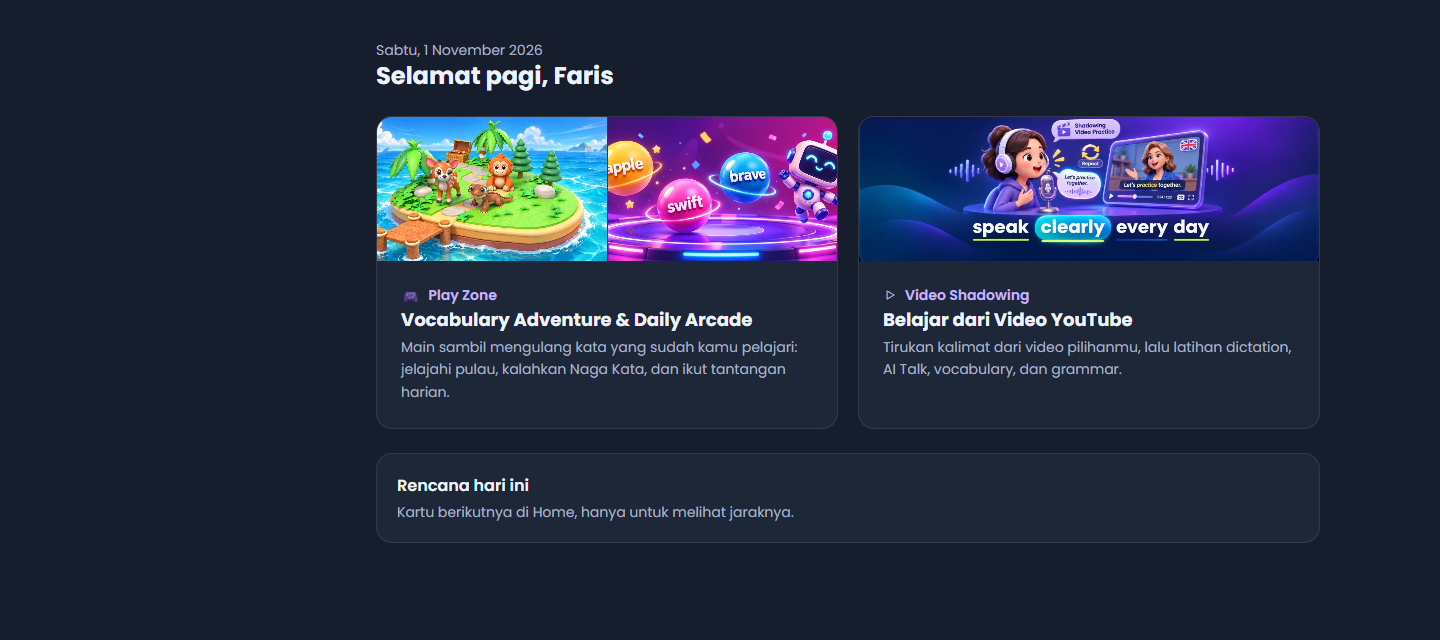 Sabtu, 1 November 2026
Selamat pagi, Faris
apple
swift
brave
Shadowing
Video Practice
Repeat
Let's practice
together.
Let's practice together.
speak clearly every day
Play Zone
Vocabulary Adventure & Daily Arcade
Main sambil mengulang kata yang sudah kamu pelajari:
jelajahi pulau, kalahkan Naga Kata, dan ikut tantangan
harian.
Video Shadowing
Belajar dari Video YouTube
Tirukan kalimat dari video pilihanmu, lalu latihan dictation,
AI Talk, vocabulary, dan grammar.
Rencana hari ini
Kartu berikutnya di Home, hanya untuk melihat jaraknya.